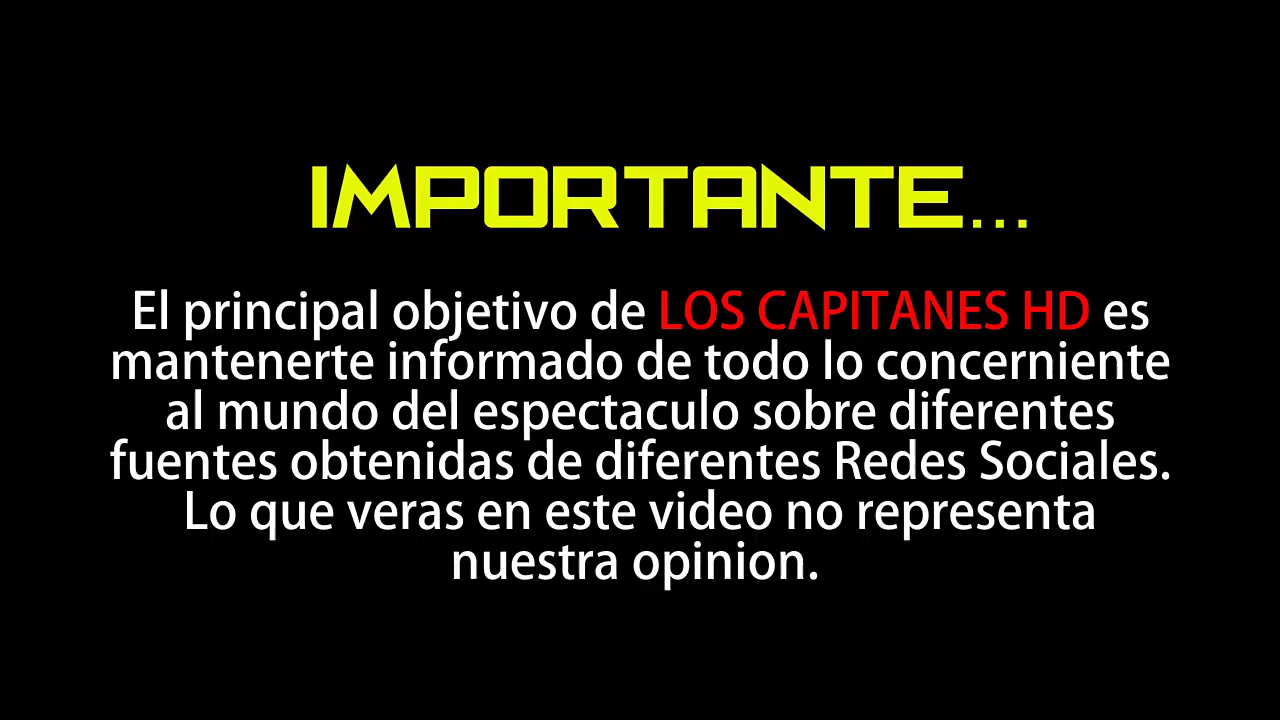 IMPORTANTE...
El principal objetivo de LOS CAPITANES HD es
mantenerte informado de todo lo concerniente
al mundo del espectaculo sobre diferentes
fuentes obtenidas de diferentes Redes Sociales.
Lo que veras en este video no representa
nuestra opinion.